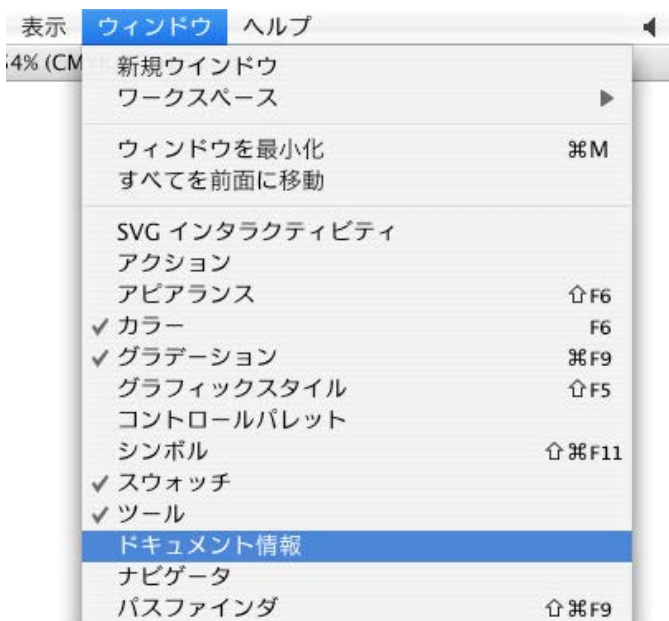 表示 ウィンドウ ヘルプ
4% (CM
新規ウインドウ
ワークスペース
ウィンドウを最小化 ⌘M
すべてを前面に移動
SVG インタラクティビティ
アクション
アピアランス ⇧F6
✓カラー F6
✓グラデーション ⌘F9
グラフィックスタイル ⇧F5
コントロールパレット
シンボル ⇧⌘F11
✓スウォッチ
✓ツール
ドキュメント情報
ナビゲータ
パスファインダ ⇧⌘F9